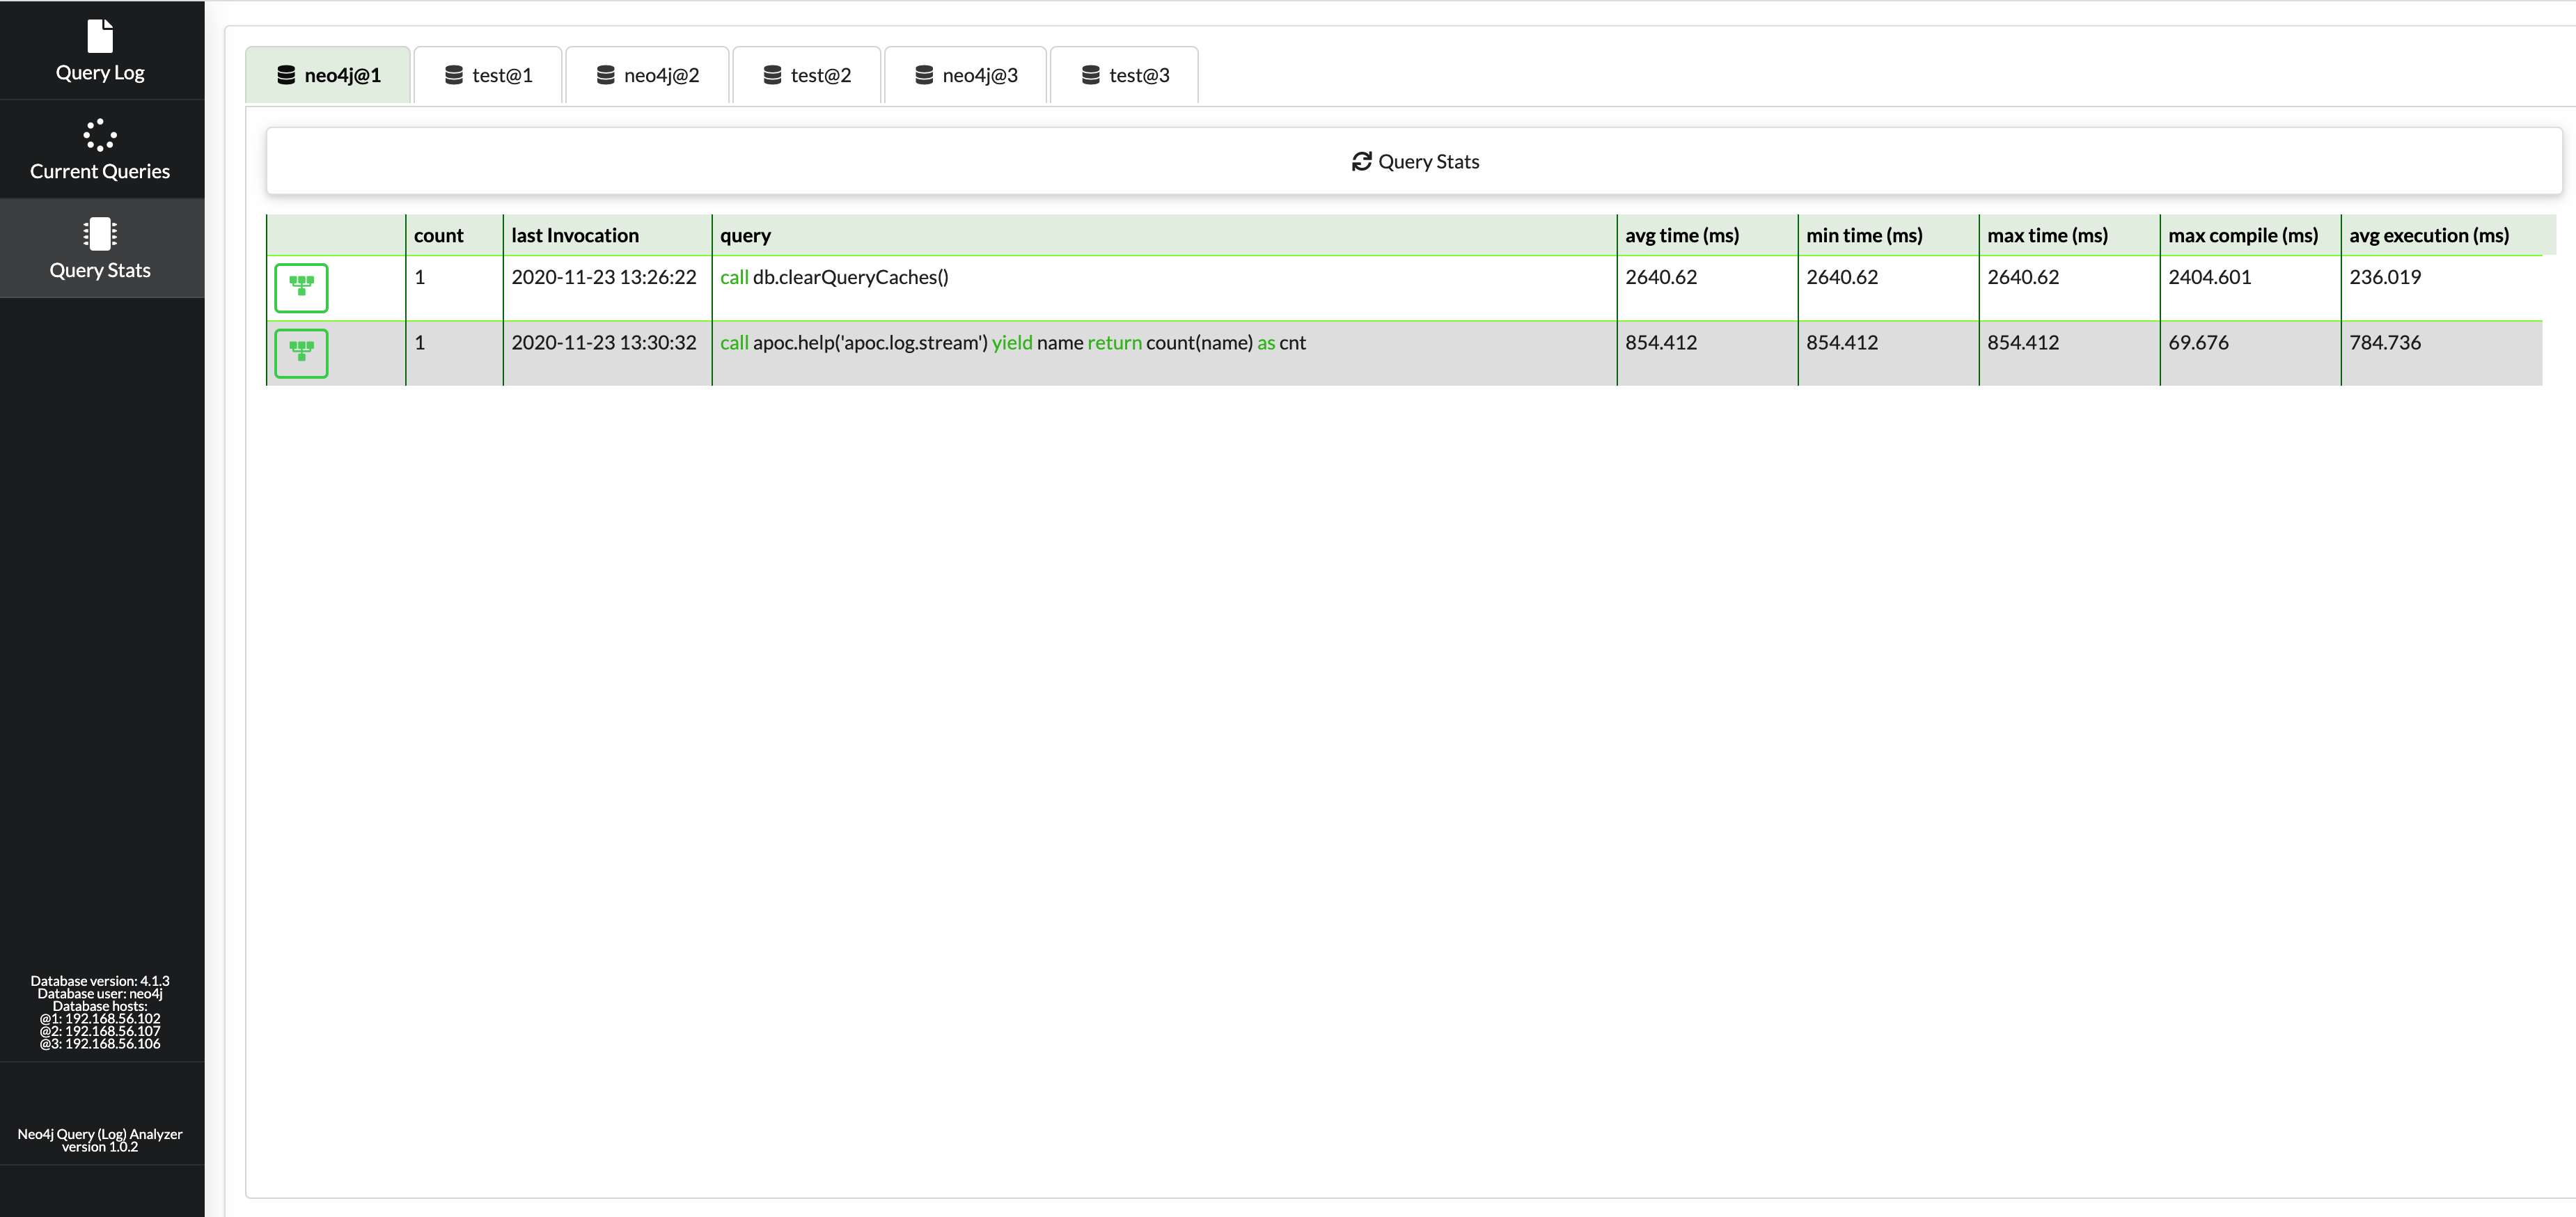 Query Log
Current Queries
Query Stats
neo4j@1 test@1 neo4j@2 test@2 neo4j@3 test@3
Query Stats
count last Invocation query avg time (ms) min time (ms) max time (ms) max compile (ms) avg execution (ms)
1 2020-11-23 13:26:22 call db.clearQueryCaches() 2640.62 2640.62 2640.62 2404.601 236.019
1 2020-11-23 13:30:32 call apoc.help('apoc.log.stream') yield name return count(name) as cnt 854.412 854.412 854.412 69.676 784.736
Database version: 4.1.3
Database user: neo4j
Database hosts:
@1: 192.168.56.102
@2: 192.168.56.107
@3: 192.168.56.106
Neo4j Query (Log) Analyzer
version 1.0.2